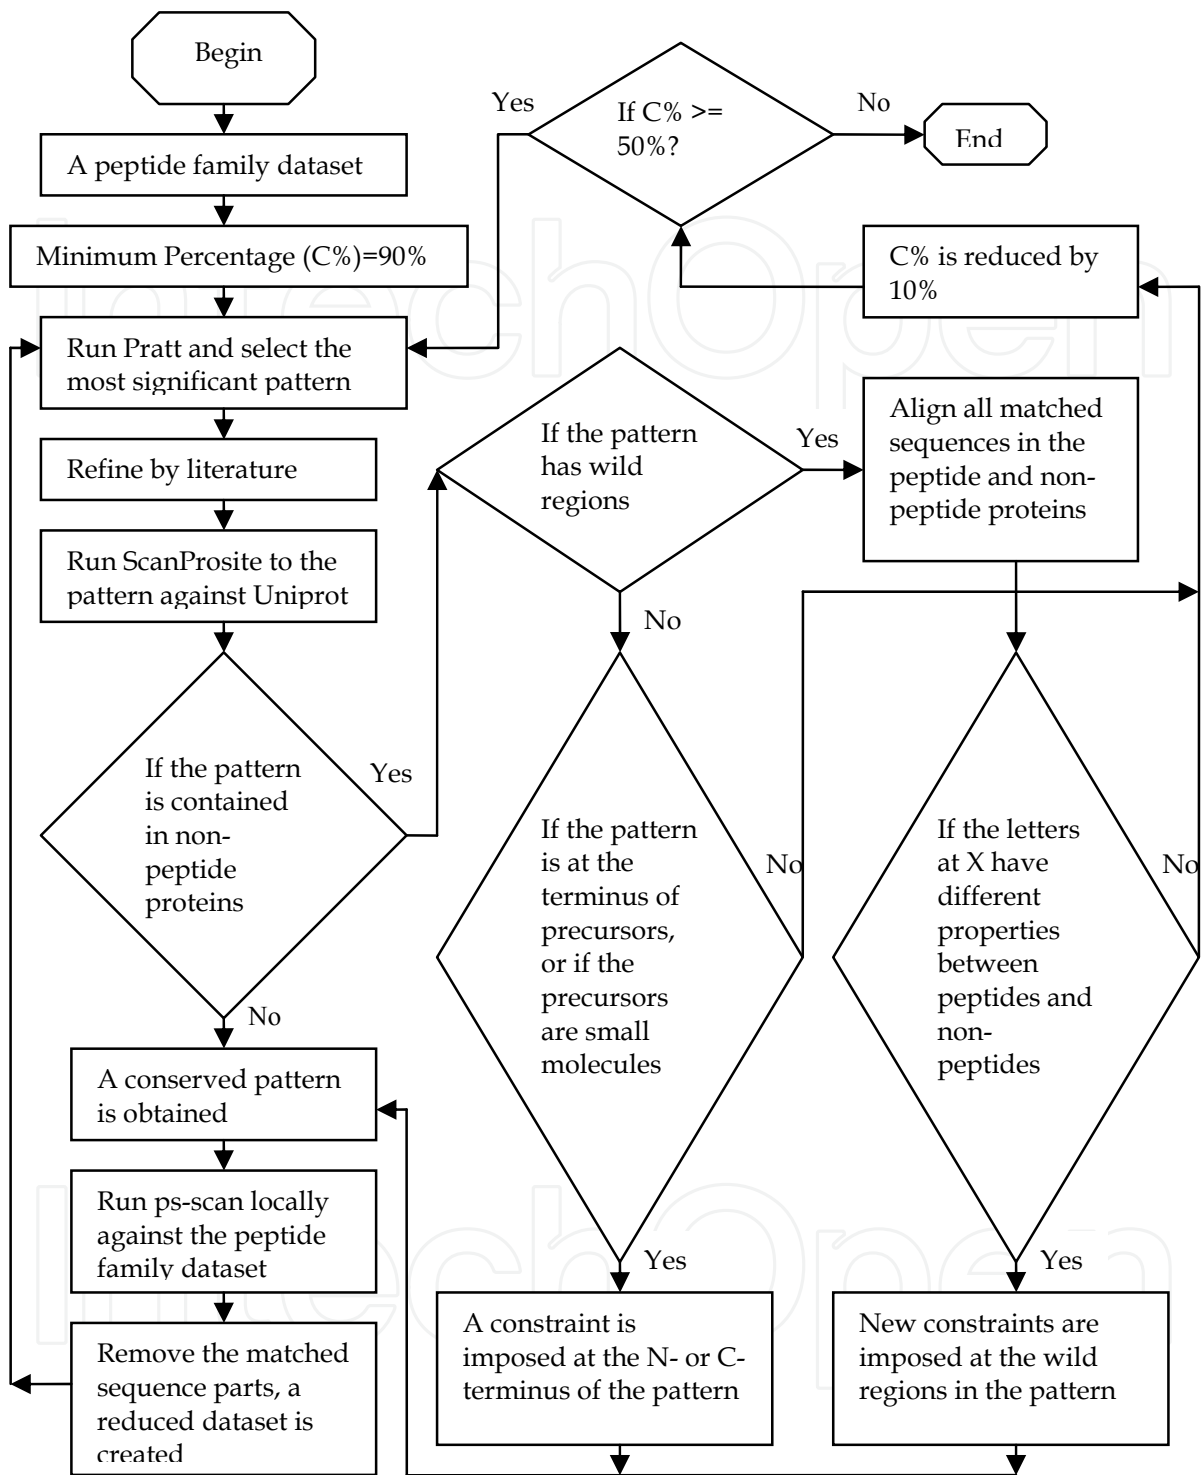 Begin
A peptide family dataset
Minimum Percentage (C%)=90%
Run Pratt and select the
most significant pattern
Refine by literature
Run ScanProsite to the
pattern against Uniprot
If the pattern
is contained
in non-
peptide
proteins
Yes
No
A conserved pattern
is obtained
Run ps-scan locally
against the peptide
family dataset
Remove the matched
sequence parts, a
reduced dataset is
created
Yes
If C% >=
50%?
No
End
C% is reduced by
10%
If the pattern
has wild
regions
Yes
No
Align all matched
sequences in the
peptide and non-
peptide proteins
If the pattern
is at the
terminus of
precursors,
or if the
precursors
are small
molecules
No
Yes
A constraint is
imposed at the N- or C-
terminus of the pattern
If the letters
at X have
different
properties
between
peptides and
non-
peptides
No
Yes
New constraints are
imposed at the wild
regions in the pattern
IntechOpen
IntechOpen